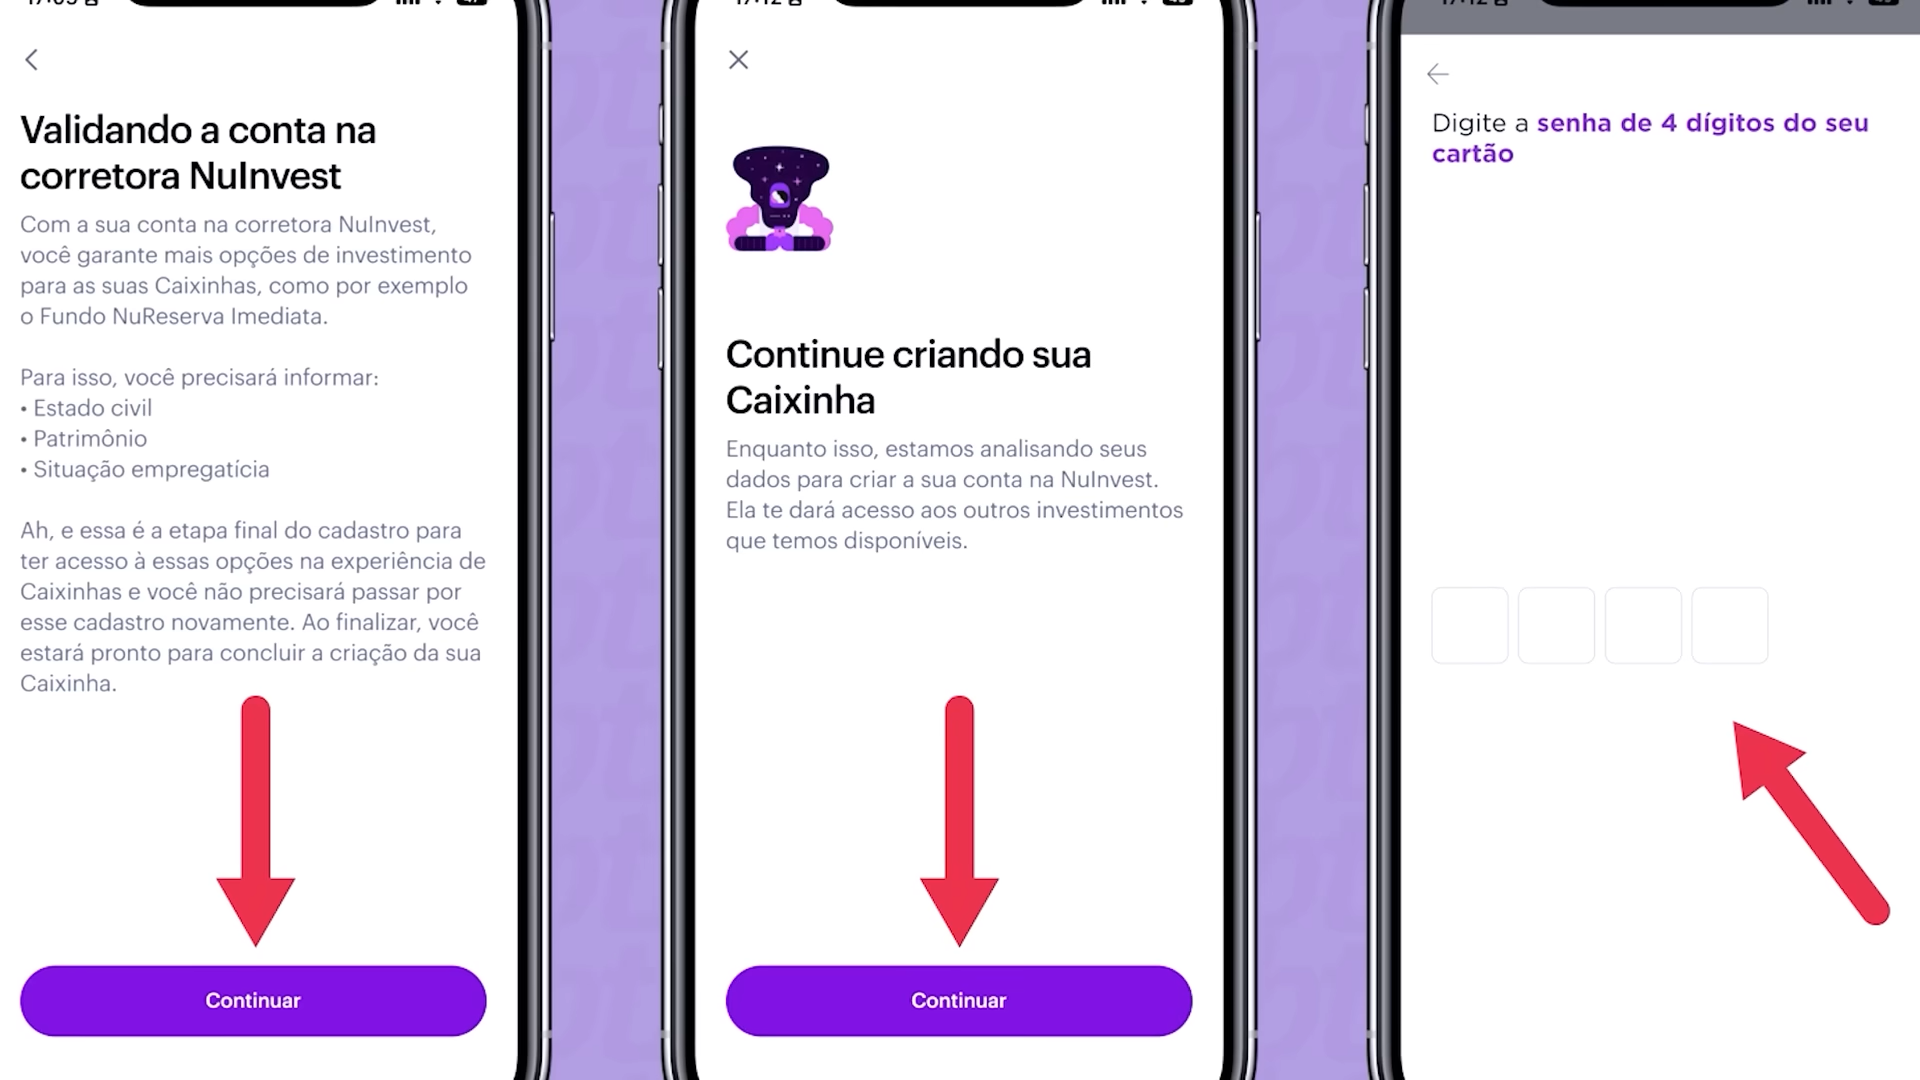 Validando a conta na
corretora NuInvest
Com a sua conta na corretora NuInvest,
você garante mais opções de investimento
para as suas Caixinhas, como por exemplo
o Fundo NuReserva Imediata.
Para isso, você precisará informar:
• Estado civil
• Patrimônio
• Situação empregatícia
Ah, e essa é a etapa final do cadastro para
ter acesso à essas opções na experiência de
Caixinhas e você não precisará passar por
esse cadastro novamente. Ao finalizar, você
estará pronto para concluir a criação da sua
Caixinha.
Continuar
Continue criando sua
Caixinha
Enquanto isso, estamos analisando seus
dados para criar a sua conta na NuInvest.
Ela te dará acesso aos outros investimentos
que temos disponíveis.
Continuar
Digite a senha de 4 dígitos do seu
cartão